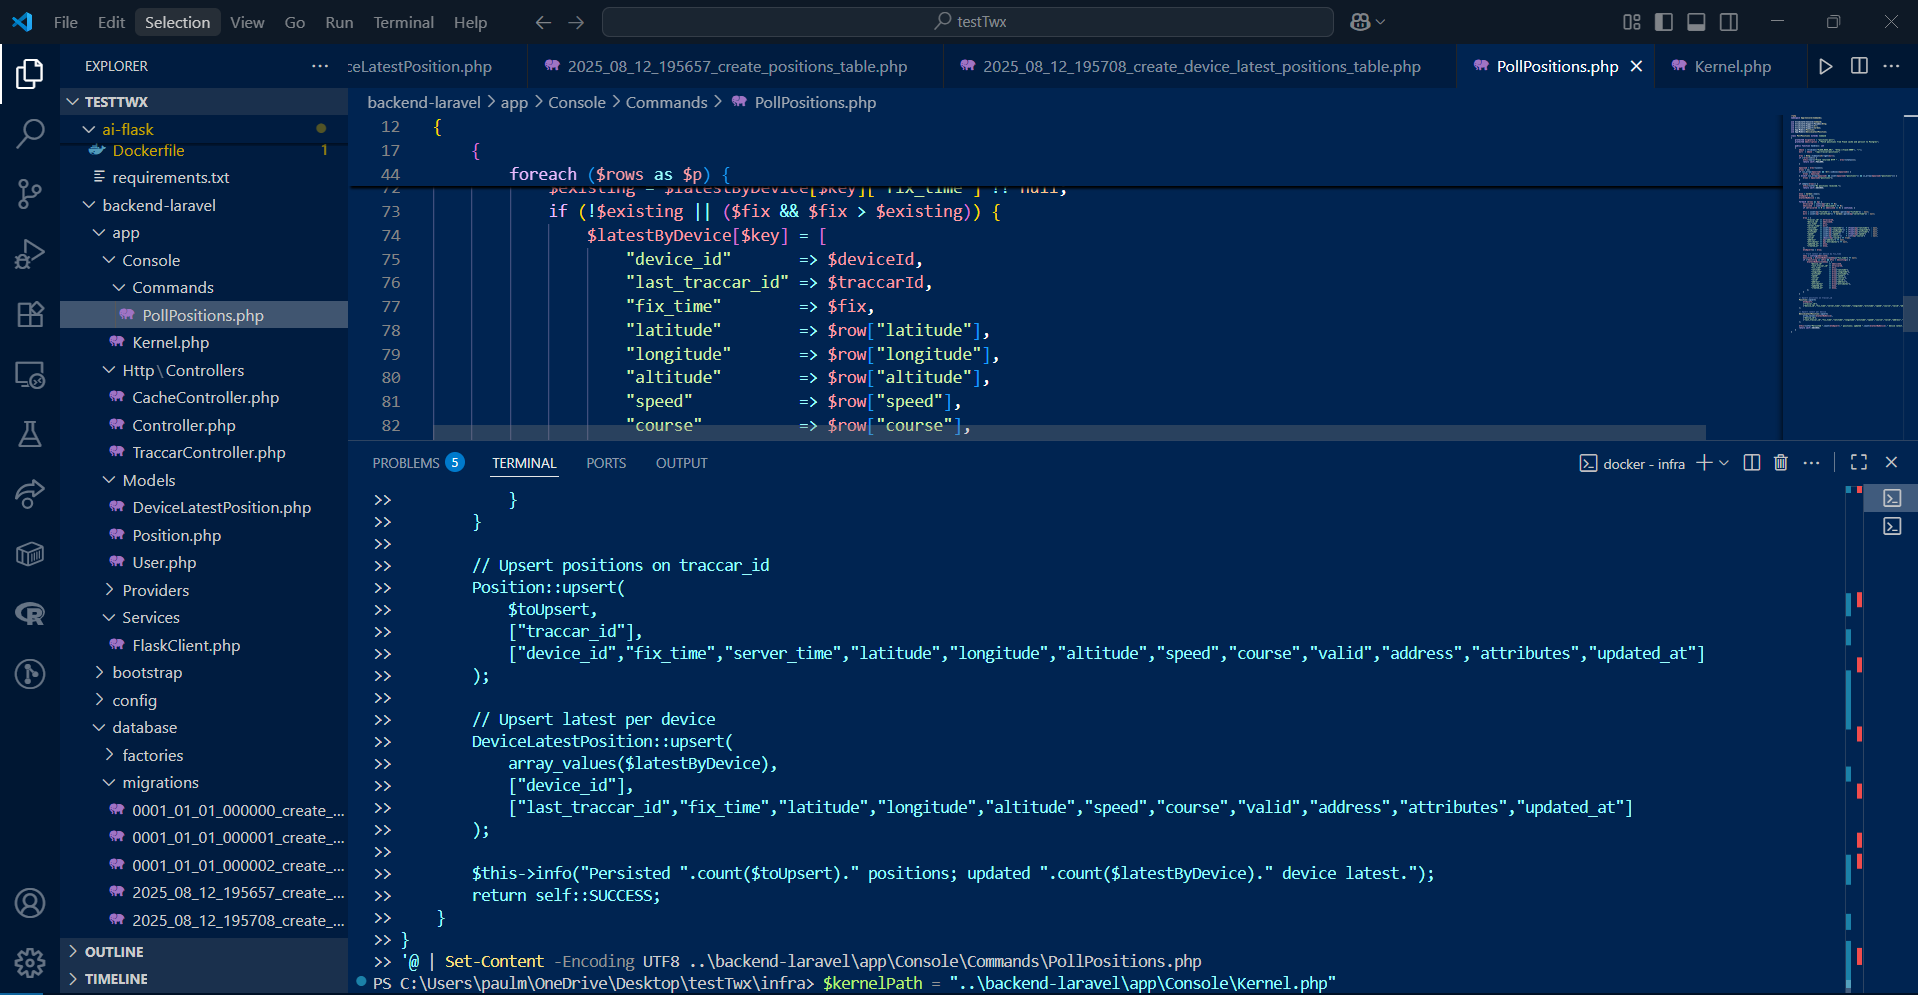 File Edit Selection View Go Run Terminal Help
testTwx
EXPLORER
TESTTWX
ai-flask
Dockerfile 1
requirements.txt
backend-laravel
app
Console
Commands
PollPositions.php
Kernel.php
Http\Controllers
CacheController.php
Controller.php
TraccarController.php
Models
DeviceLatestPosition.php
Position.php
User.php
Providers
Services
FlaskClient.php
bootstrap
config
database
factories
migrations
0001_01_01_000000_create_...
0001_01_01_000001_create_...
0001_01_01_000002_create_...
2025_08_12_195657_create_...
2025_08_12_195708_create_...
OUTLINE
TIMELINE
ceLatestPosition.php
2025_08_12_195657_create_positions_table.php
2025_08_12_195708_create_device_latest_positions_table.php
PollPositions.php
Kernel.php
backend-laravel > app > Console > Commands > PollPositions.php
12 {
17 {
44 foreach ($rows as $p) {
72 $existing = $latestByDevice[$key]["fix_time"] ?? null;
73 if (!$existing || ($fix && $fix > $existing)) {
74 $latestByDevice[$key] = [
75 "device_id" => $deviceId,
76 "last_traccar_id" => $traccarId,
77 "fix_time" => $fix,
78 "latitude" => $row["latitude"],
79 "longitude" => $row["longitude"],
80 "altitude" => $row["altitude"],
81 "speed" => $row["speed"],
82 "course" => $row["course"],
PROBLEMS 5 TERMINAL PORTS OUTPUT
docker - infra
>> }
>> }
>>
>> // Upsert positions on traccar_id
>> Position::upsert(
>> $toUpsert,
>> ["traccar_id"],
>> ["device_id","fix_time","server_time","latitude","longitude","altitude","speed","course","valid","address","attributes","updated_at"]
>> );
>>
>> // Upsert latest per device
>> DeviceLatestPosition::upsert(
>> array_values($latestByDevice),
>> ["device_id"],
>> ["last_traccar_id","fix_time","latitude","longitude","altitude","speed","course","valid","address","attributes","updated_at"]
>> );
>>
>> $this->info("Persisted ".count($toUpsert)." positions; updated ".count($latestByDevice)." device latest.");
>> return self::SUCCESS;
>> }
>> }
>> '@ | Set-Content -Encoding UTF8 ..\backend-laravel\app\Console\Commands\PollPositions.php
PS C:\Users\paulm\OneDrive\Desktop\testTwx\infra> $kernelPath = "..\backend-laravel\app\Console\Kernel.php"